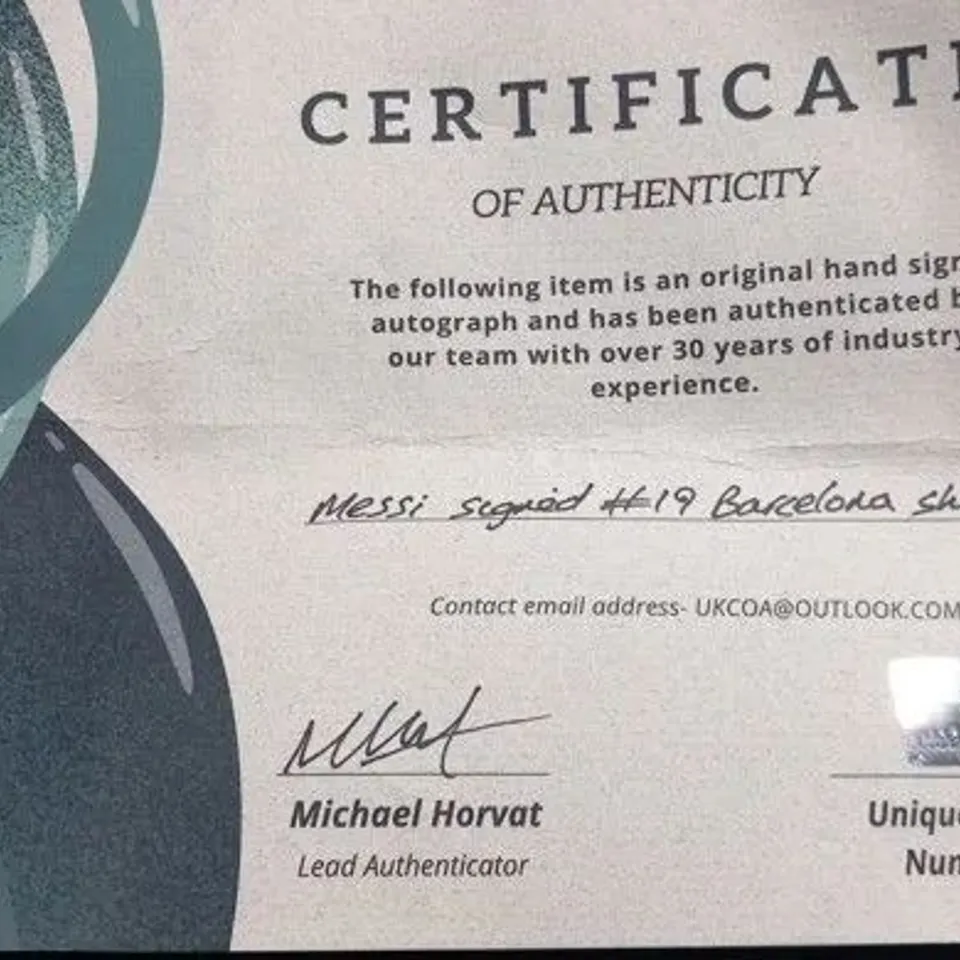 CERTIFICAT
OF AUTHENTICITY
The following item is an original hand sign
autograph and has been authenticated b
our team with over 30 years of industry
experience.
Messi signed #19 Barcelona sh
Contact email address- UKCOA@OUTLOOK.COM
Michael Horvat
Unique
Lead Authenticator
Num